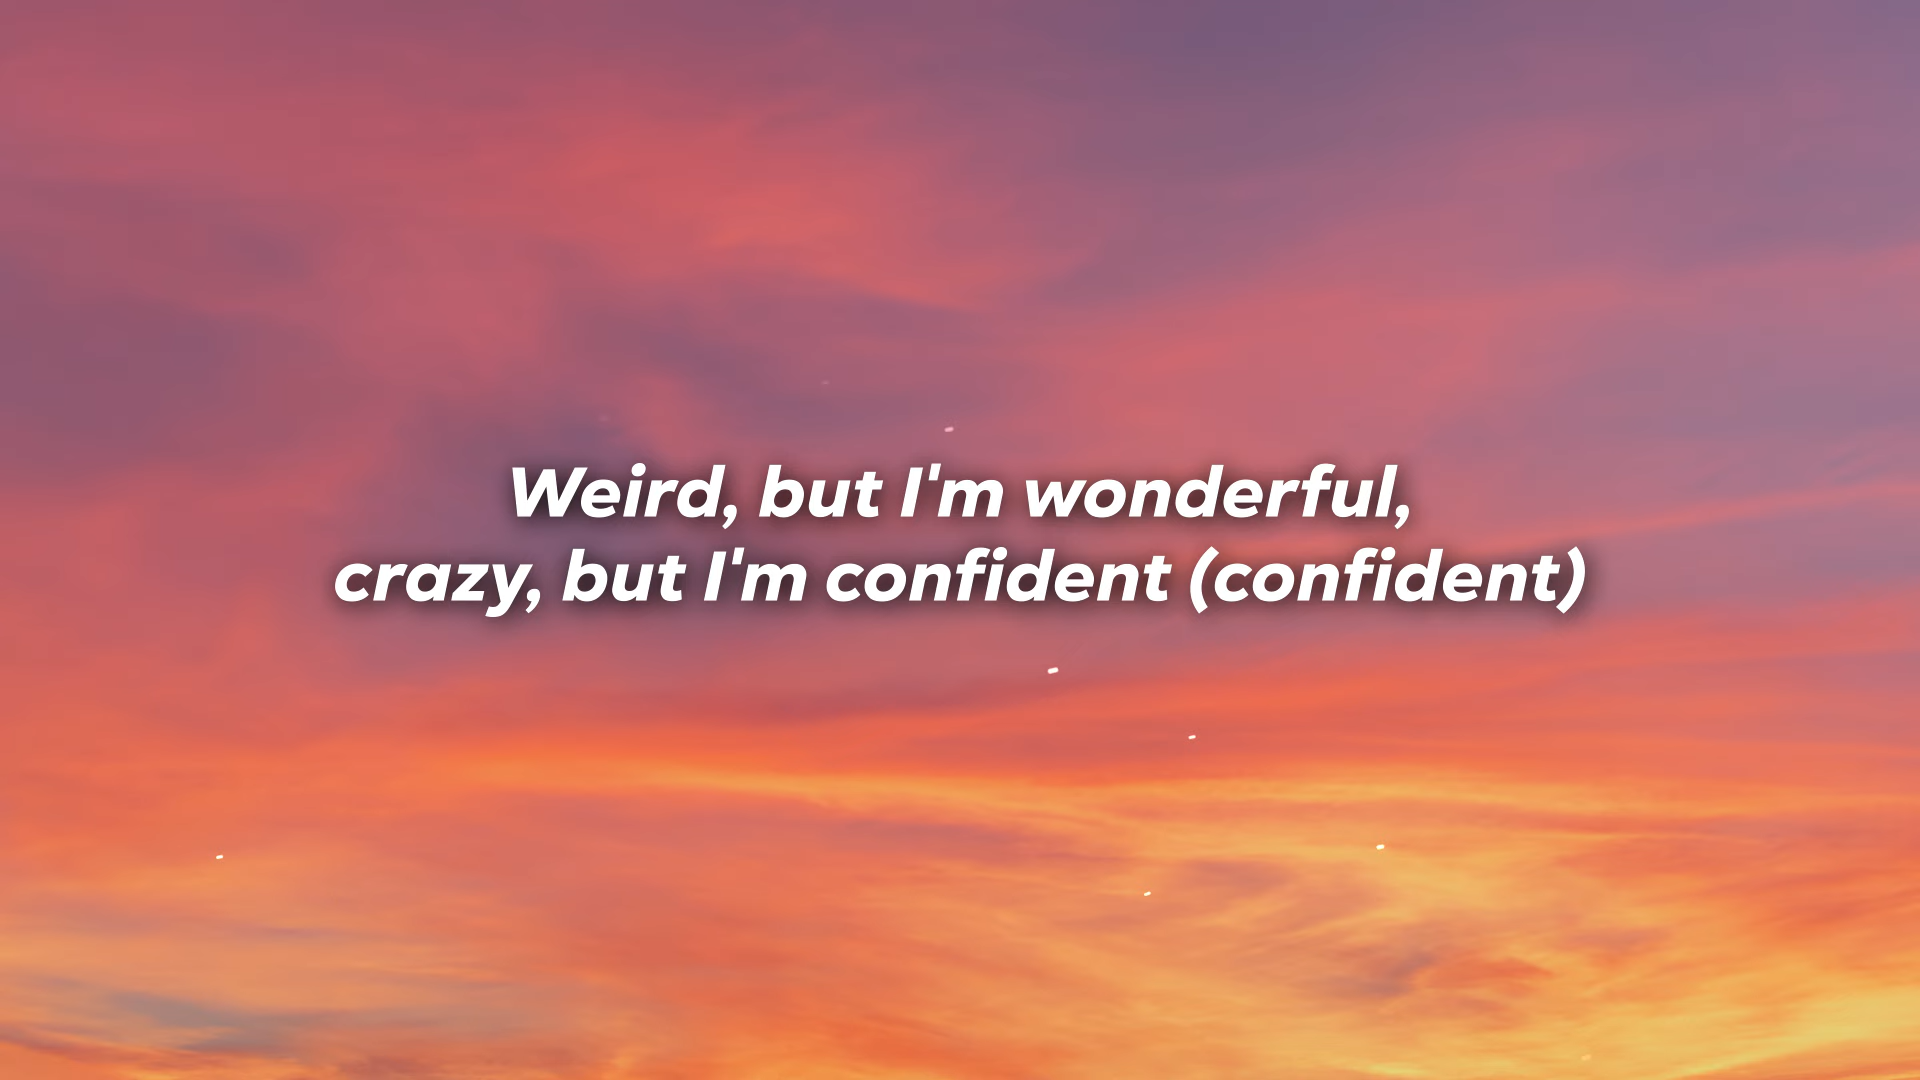 Weird, but I'm wonderful,
crazy, but I'm confident (confident)